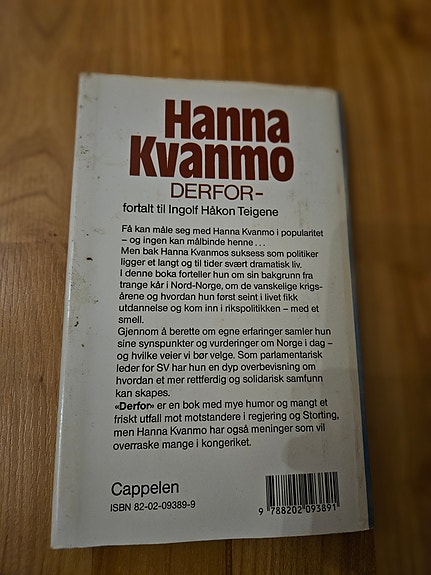 Hanna
Kvanmo
DERFOR–
fortalt til Ingolf Håkon Teigene
Få kan måle seg med Hanna Kvanmo i popularitet
– og ingen kan målbinde henne ...
Men bak Hanna Kvanmos suksess som politiker
ligger et langt og til tider svært dramatisk liv.
I denne boka forteller hun om sin bakgrunn fra
trange kår i Nord-Norge, om de vanskelige krigs-
årene og hvordan hun først seint i livet fikk
utdannelse og kom inn i rikspolitikken – med et
smell.
Gjennom å berette om egne erfaringer samler hun
sine synspunkter og vurderinger om Norge i dag –
og hvilke veier vi bør velge. Som parlamentarisk
leder for SV har hun en dyp overbevisning om
hvordan et mer rettferdig og solidarisk samfunn
kan skapes.
«Derfor» er en bok med mye humor og mangt et
friskt utfall mot motstandere i regjering og Storting,
men Hanna Kvanmo har også meninger som vil
overraske mange i kongeriket.
Cappelen
ISBN 82-02-09389-9
9 788202 093891